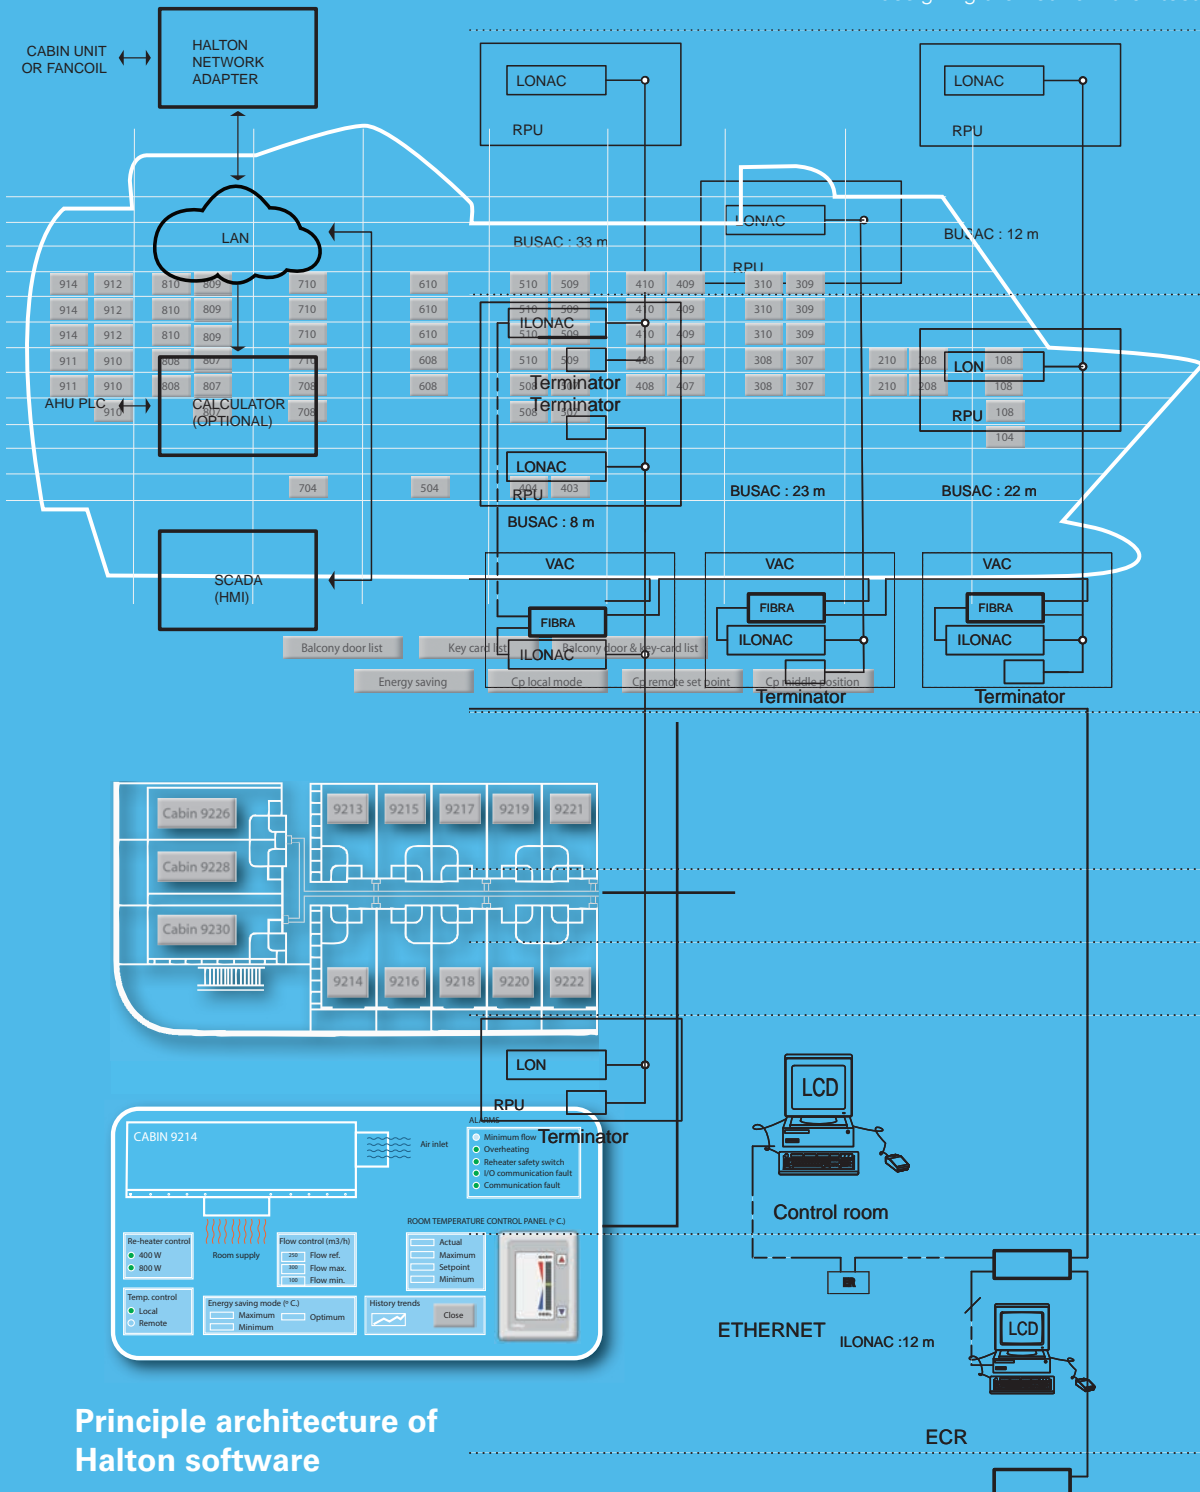 CABIN UNIT
OR FANCOIL
HALTON
NETWORK
ADAPTER
LONAC
RPU
LONAC
RPU
LAN
LONAC
RPU
BUSAC : 33 m
BUSAC : 12 m
914 912 810 809 710 610 510 509 410 409 310 309
914 912 810 809 710 610 510 509 410 409 310 309
914 912 810 809 710 610 510 509 410 409 310 309
911 910 808 807 710 608 510 509 408 407 308 307 210 208 108
911 910 808 807 708 608 508 408 407 308 307 210 208 108
910 807 708 508 507 108
104
704 504 404 403
ILONAC
Terminator
Terminator
LONAC
RPU
BUSAC : 8 m
LON
RPU
AHU PLC
CALCULATOR
(OPTIONAL)
BUSAC : 23 m
BUSAC : 22 m
SCADA
(HMI)
VAC
FIBRA
ILONAC
VAC
FIBRA
ILONAC
Terminator
VAC
FIBRA
ILONAC
Terminator
Balcony door list
Key card list
Balcony door & key-card list
Energy saving
Cp local mode
Cp remote set point
Cp middle position
Cabin 9226
Cabin 9228
Cabin 9230
9213 9215 9217 9219 9221
9214 9216 9218 9220 9222
LON
RPU
Terminator
CABIN 9214
Air inlet
ALARMS
Minimum flow
Overheating
Reheater safety switch
I/O communication fault
Communication fault
Re-heater control
400 W
800 W
Room supply
Flow control (m3/h)
250 Flow ref.
300 Flow max.
100 Flow min.
ROOM TEMPERATURE CONTROL PANEL (º C.)
Actual
Maximum
Setpoint
Minimum
Temp. control
Local
Remote
Energy saving mode (º C.)
Maximum
Minimum
Optimum
History trends
Close
LCD
Control room
ETHERNET
ILONAC :12 m
LCD
ECR
Principle architecture of
Halton software